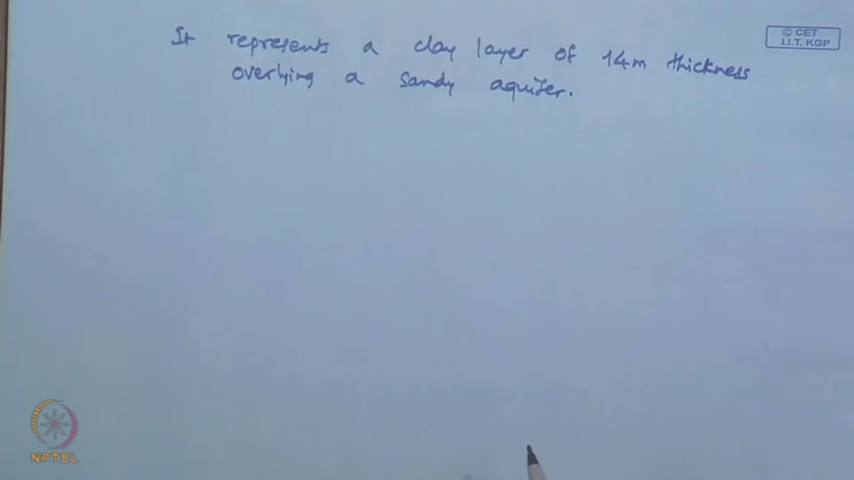 It represents a clay layer of 14m thickness
overlying a sandy aquifer.
© CET
I.I.T. KGP
NPTEL